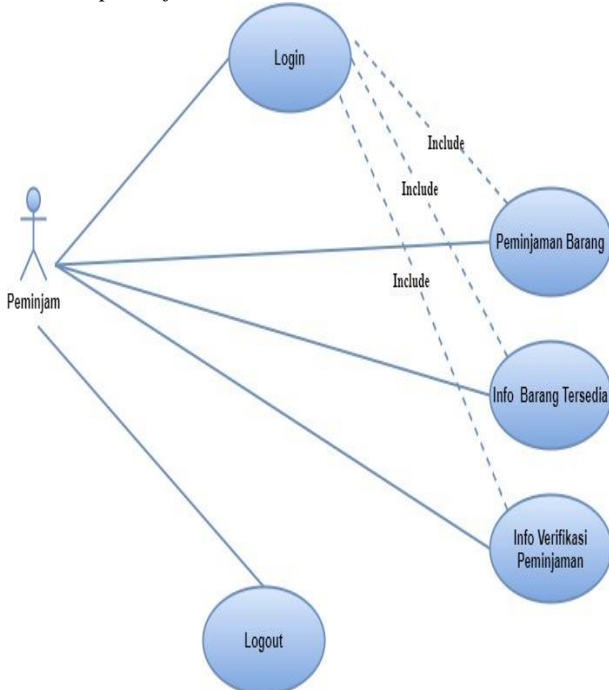 Login
Include
Include
Peminjaman Barang
Include
Peminjam
Info Barang Tersedia
Info Verifikasi
Peminjaman
Logout